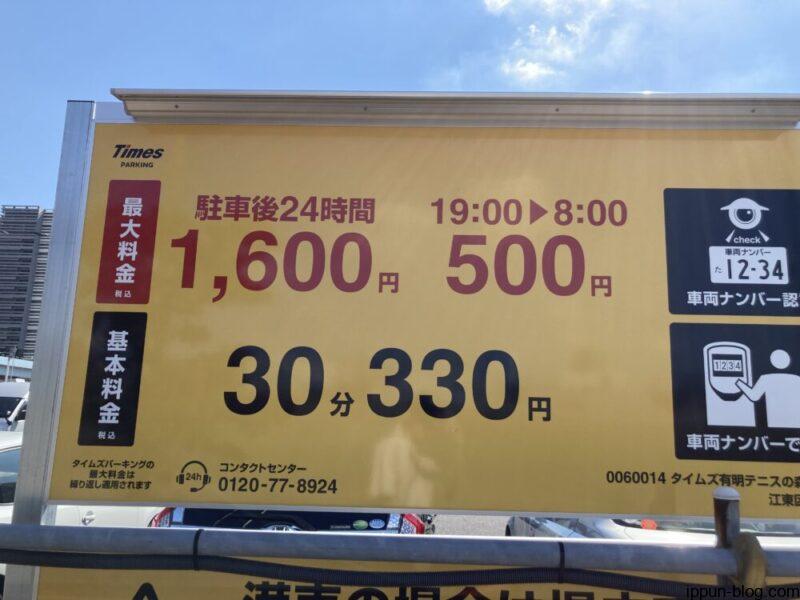 Times
PARKING
最大料金
税込
駐車後24時間
1,600円
19:00▶8:00
500円
基本料金
税込
30分 330円
check
車両ナンバー
た 12-34
車両ナンバー認
1234
車両ナンバーで
タイムズパーキングの
最大料金は
繰り返し適用されます
24h
コンタクトセンター
0120-77-8924
0060014 タイムズ有明テニスの森
江東区
満車の場合は
ippun-blog.com